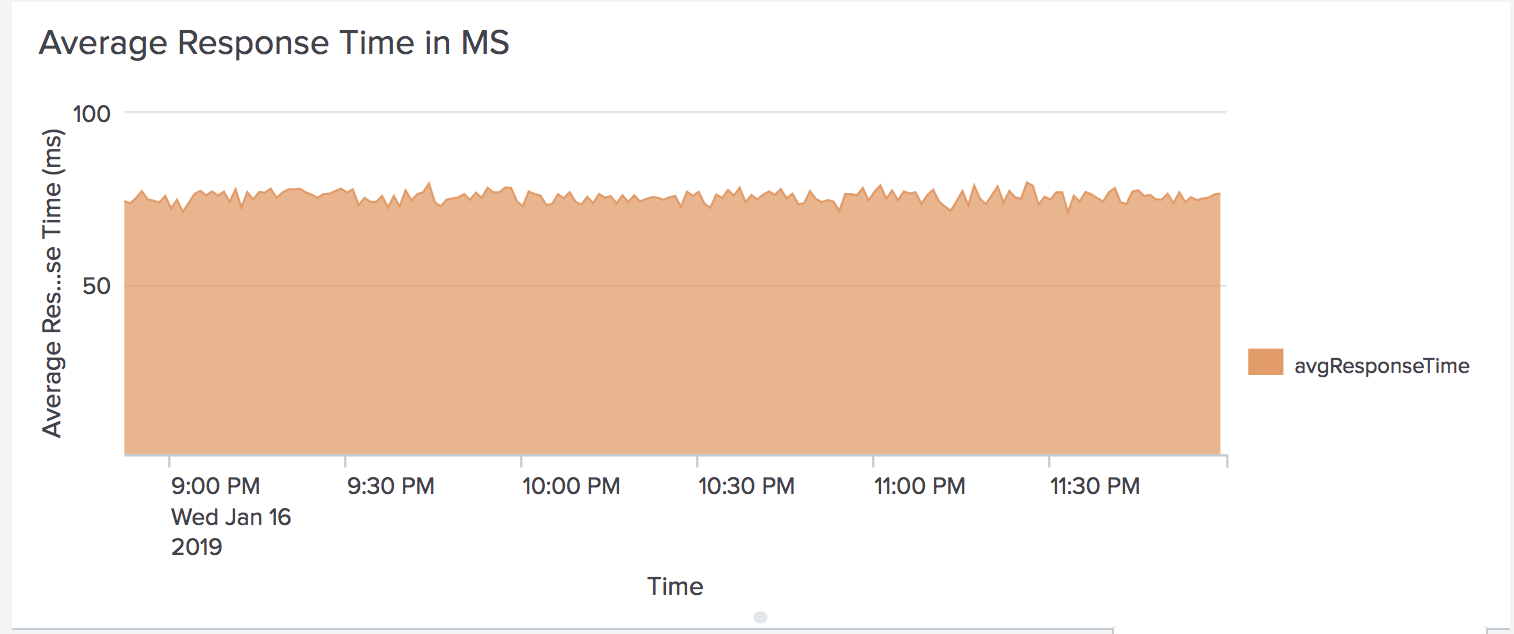 Average Response Time in MS
100
50
Average Res...se Time (ms)
avgResponseTime
9:00 PM
Wed Jan 16
2019
9:30 PM
10:00 PM
10:30 PM
11:00 PM
11:30 PM
Time